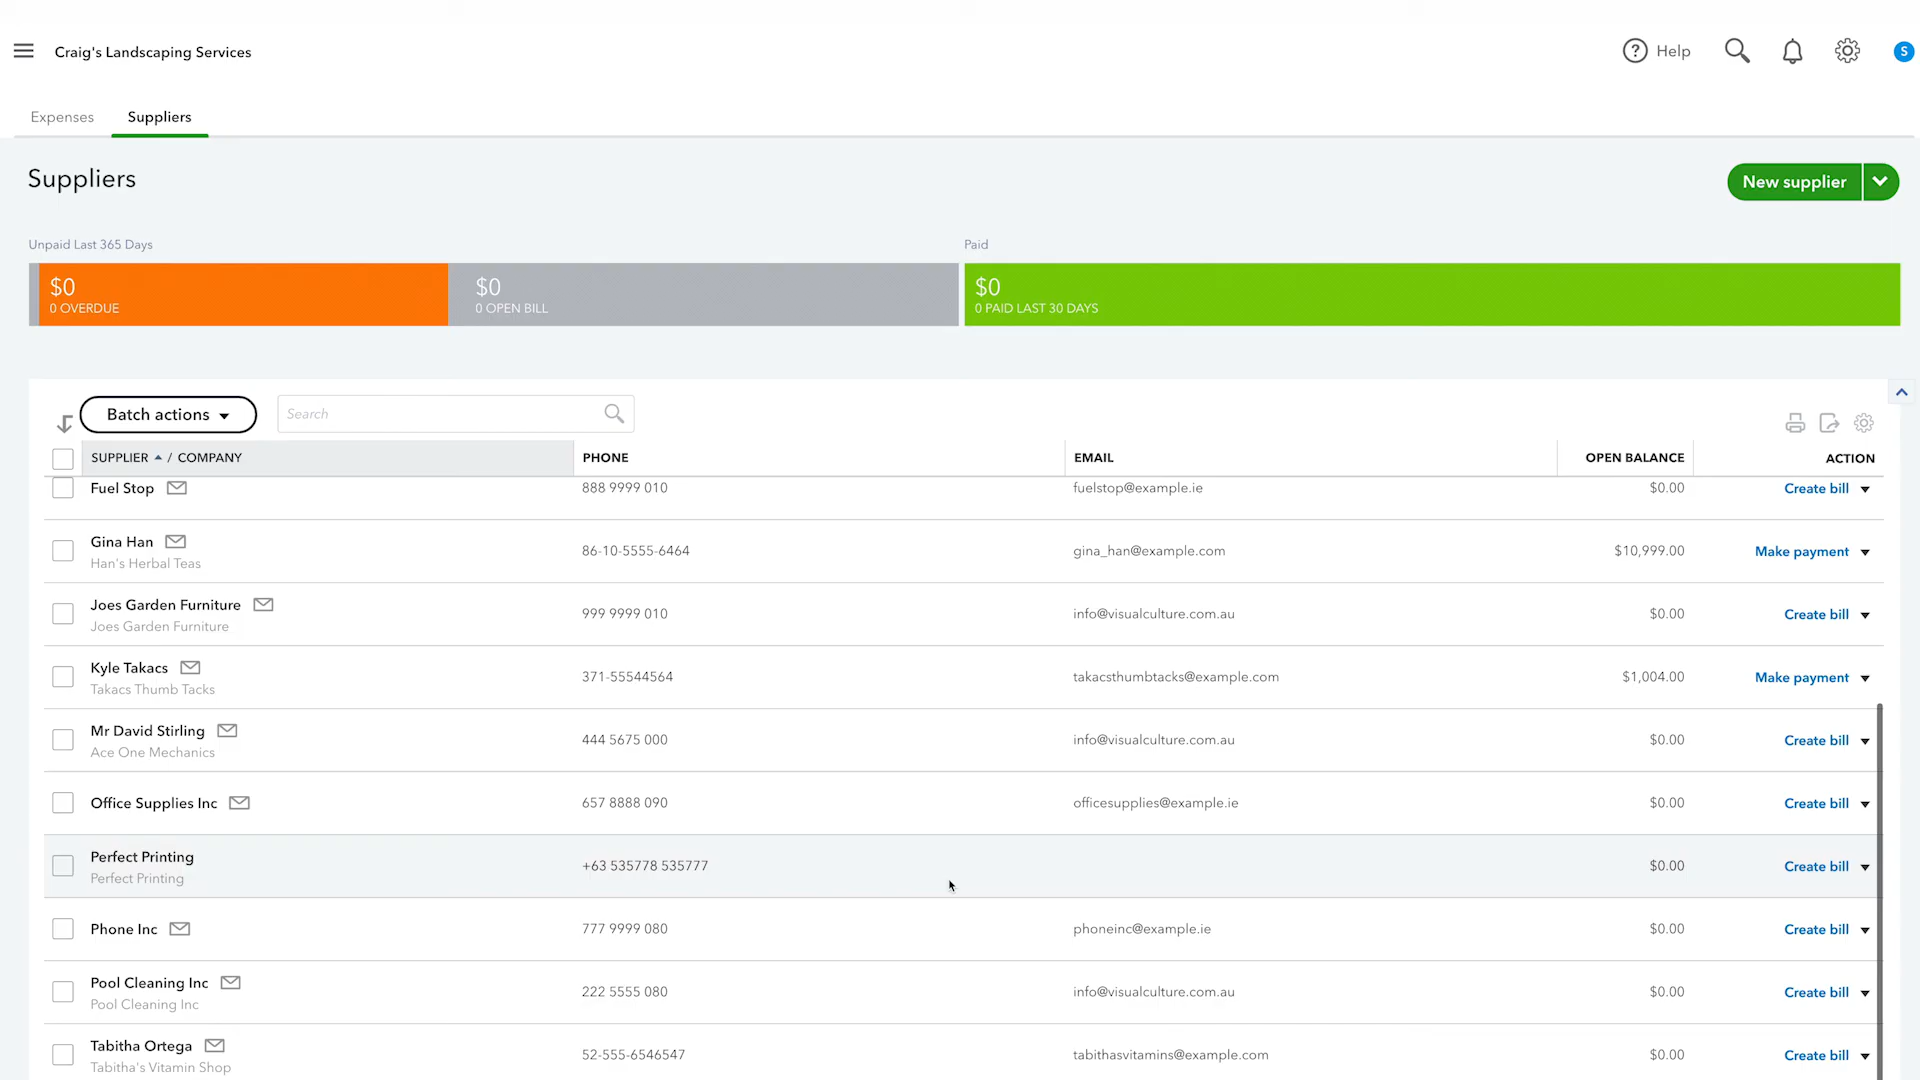 Craig's Landscaping Services
Help
S
Expenses
Suppliers
Suppliers
New supplier
Unpaid Last 365 Days
Paid
$0
0 OVERDUE
$0
0 OPEN BILL
$0
0 PAID LAST 30 DAYS
Batch actions
Search
SUPPLIER / COMPANY PHONE EMAIL OPEN BALANCE ACTION
Fuel Stop 888 9999 010 fuelstop@example.ie $0.00 Create bill
Gina Han
Han's Herbal Teas
86-10-5555-6464 gina_han@example.com $10,999.00 Make payment
Joes Garden Furniture
Joes Garden Furniture
999 9999 010 info@visualculture.com.au $0.00 Create bill
Kyle Takacs
Takacs Thumb Tacks
371-55544564 takacsthumbtacks@example.com $1,004.00 Make payment
Mr David Stirling
Ace One Mechanics
444 5675 000 info@visualculture.com.au $0.00 Create bill
Office Supplies Inc 657 8888 090 officesupplies@example.ie $0.00 Create bill
Perfect Printing
Perfect Printing
+63 535778 535777 $0.00 Create bill
Phone Inc 777 9999 080 phoneinc@example.ie $0.00 Create bill
Pool Cleaning Inc
Pool Cleaning Inc
222 5555 080 info@visualculture.com.au $0.00 Create bill
Tabitha Ortega
Tabitha's Vitamin Shop
52-555-6546547 tabithasvitamins@example.com $0.00 Create bill